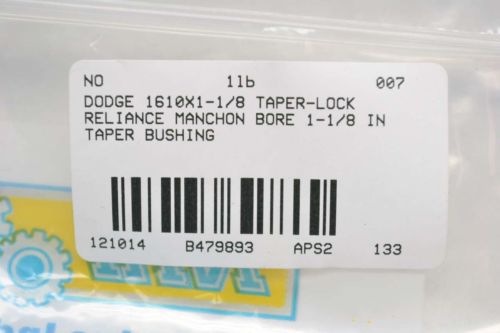 NO 1lb 007
DODGE 1610X1-1/8 TAPER-LOCK
RELIANCE MANCHON BORE 1-1/8 IN
TAPER BUSHING
121014 B479893 APS2 133